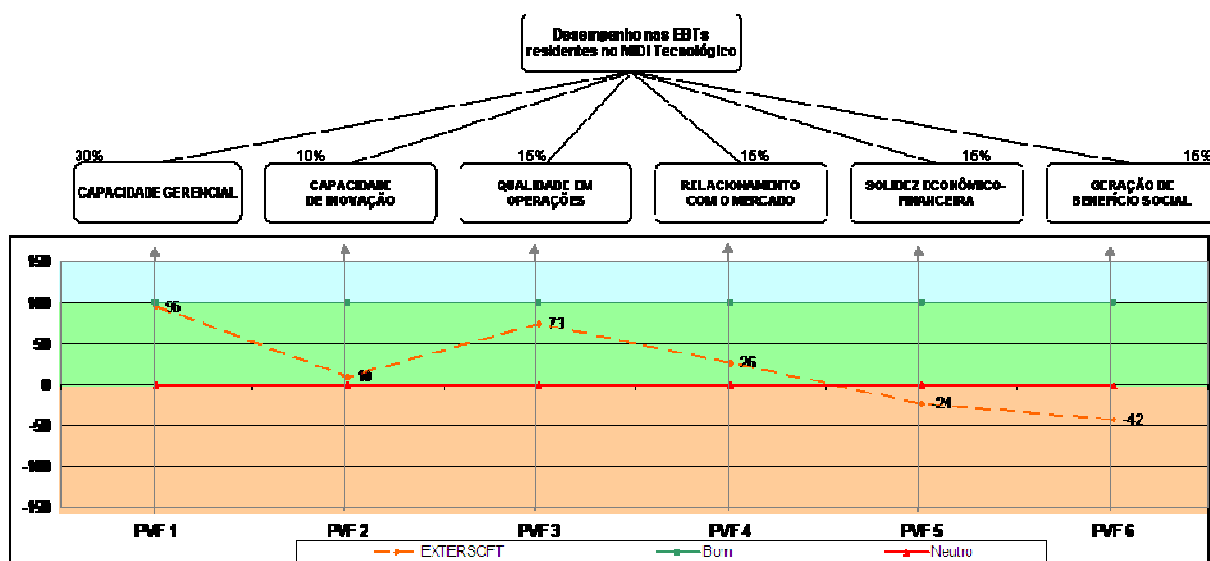 Desempenho nas EBTs
residentes no MIDI Tecnológico
30% 10% 15% 15% 15% 15%
CAPACIDADE GERENCIAL
CAPACIDADE
DE INOVAÇÃO
QUALIDADE EM
OPERAÇÕES
RELACIONAMENTO
COM O MERCADO
SOLIDEZ ECONÔMICO-
FINANCEIRA
GERAÇÃO DE
BENEFÍCIO SOCIAL
150
100
50
0
-50
-100
-150
96
10
73
26
-24
-42
PVF 1 PVF 2 PVF 3 PVF 4 PVF 5 PVF 6
EXTERSOFT Bom Neutro